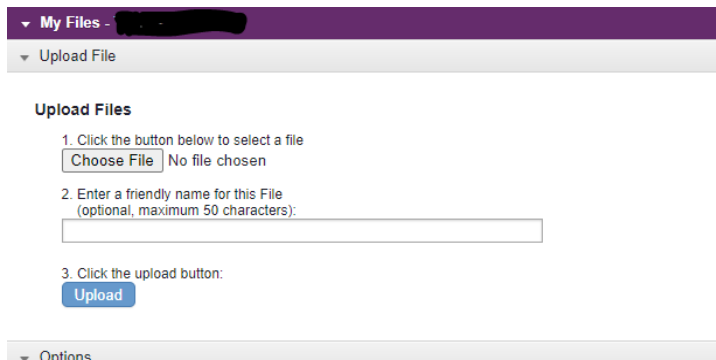 My Files -
Upload File
Upload Files
1. Click the button below to select a file
Choose File No file chosen
2. Enter a friendly name for this File
(optional, maximum 50 characters):
3. Click the upload button:
Upload
Options